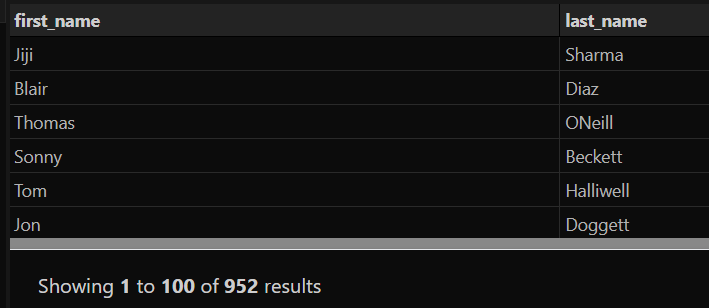 first_name last_name
Jiji Sharma
Blair Diaz
Thomas ONeill
Sonny Beckett
Tom Halliwell
Jon Doggett
Showing 1 to 100 of 952 results